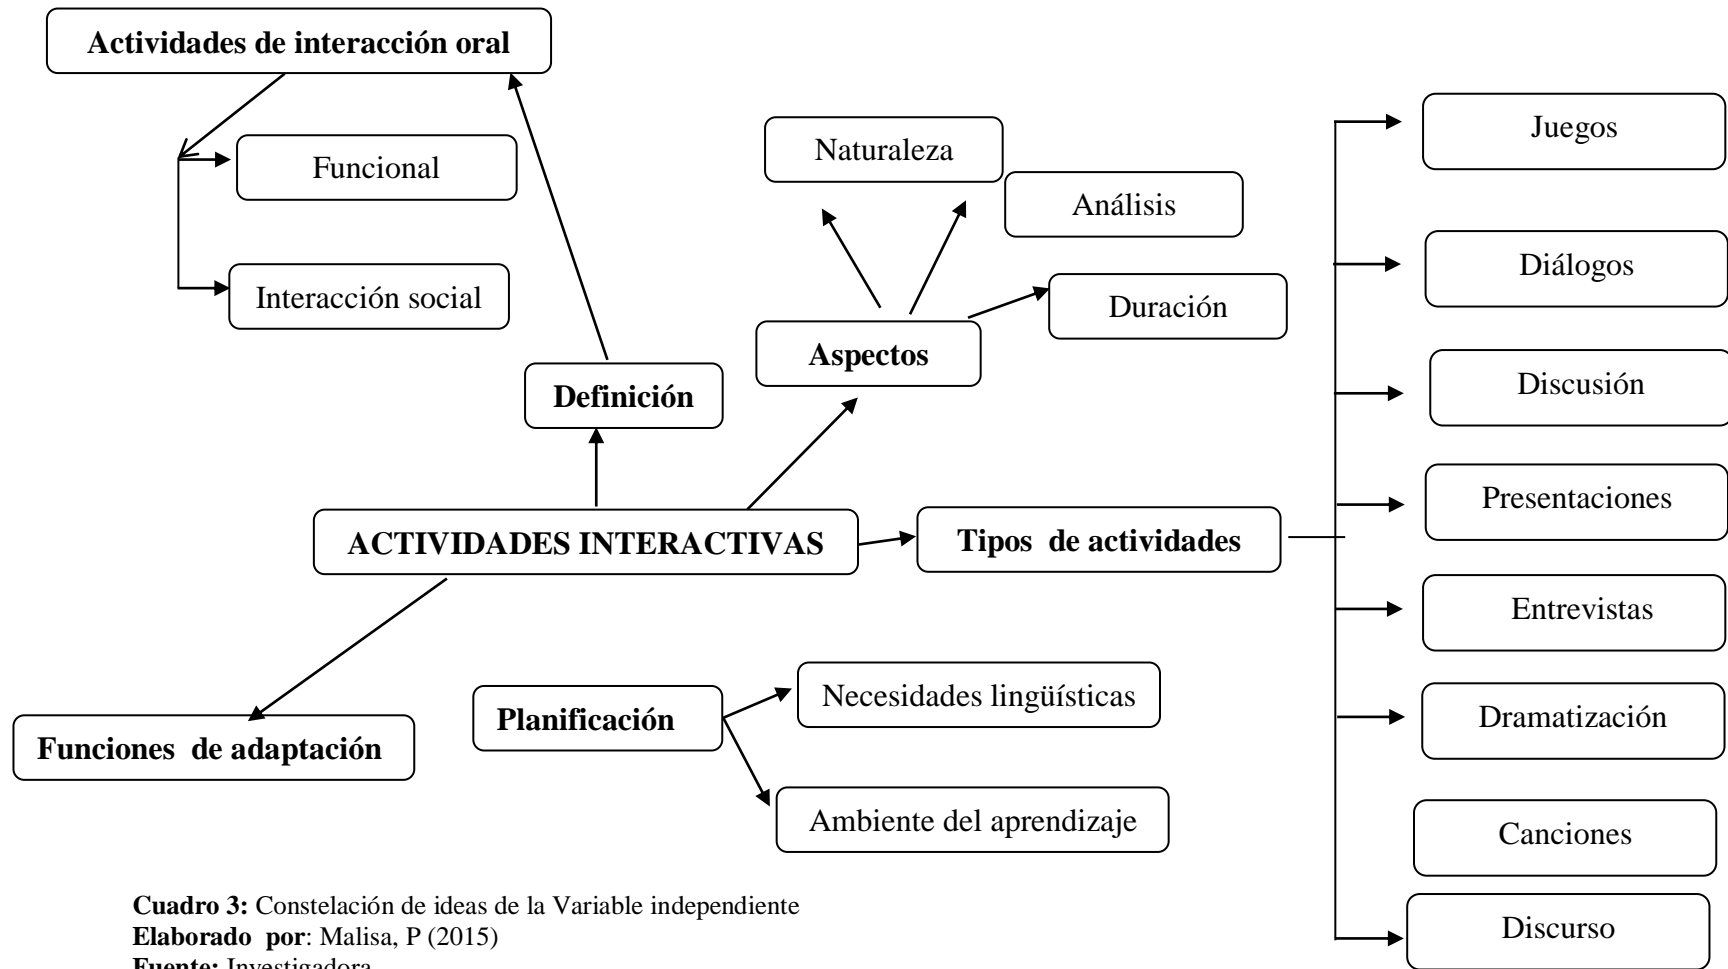 Actividades de interacción oral
Funcional
Interacción social
Definición
Naturaleza
Análisis
Duración
Aspectos
ACTIVIDADES INTERACTIVAS
Tipos de actividades
Juegos
Diálogos
Discusión
Presentaciones
Entrevistas
Dramatización
Canciones
Discurso
Funciones de adaptación
Planificación
Necesidades lingüísticas
Ambiente del aprendizaje
Cuadro 3: Constelación de ideas de la Variable independiente
Elaborado por: Malisa, P (2015)
Fuente: Investigadora